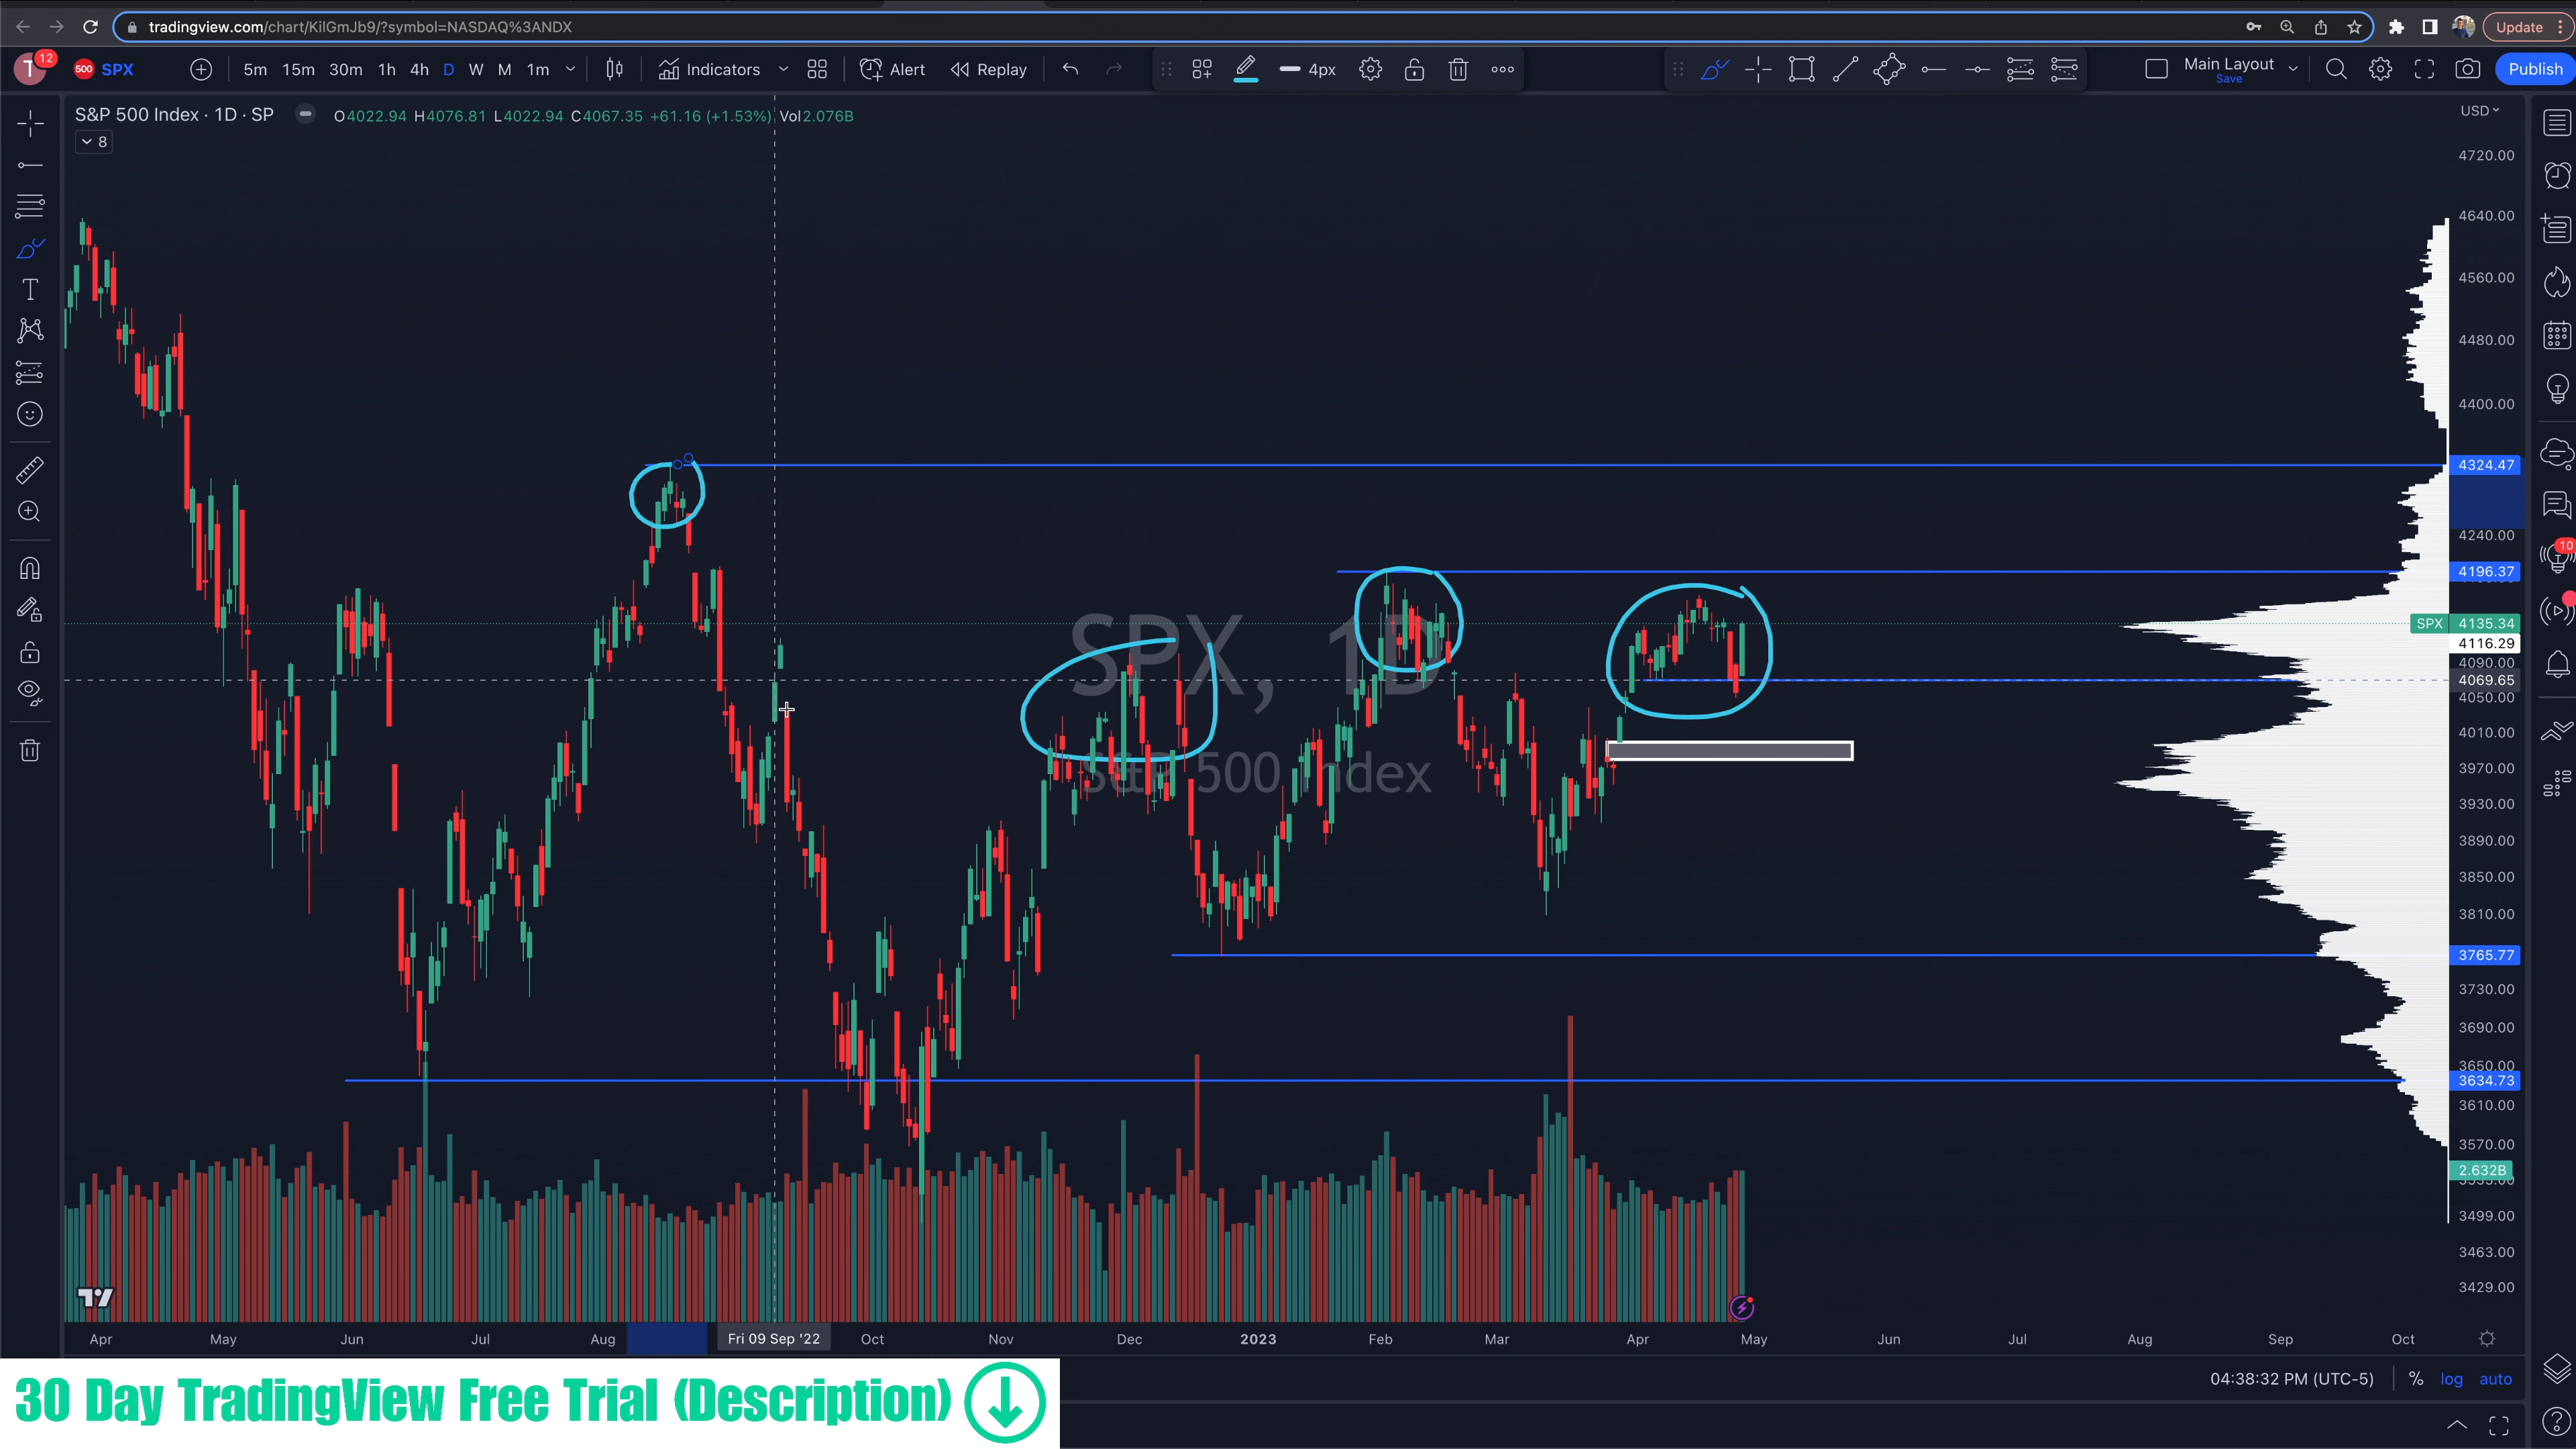 tradingview.com/chart/KilGmJb9/?symbol=NASDAQ%3ANDX
Update
T 12 500 SPX 5m 15m 30m 1h 4h D W M 1m Indicators Alert Replay 4px Main Layout Save Publish
S&P 500 Index · 1D · SP O4022.94 H4076.81 L4022.94 C4067.35 +61.16 (+1.53%) Vol2.076B
USD
8
4720.00
4640.00
4560.00
4480.00
4400.00
4324.47
4240.00
4196.37
10
SPX 4135.34
4116.29
4090.00
4069.65
4050.00
4010.00
3970.00
3930.00
3890.00
3850.00
3810.00
3765.77
3730.00
3690.00
3650.00
3634.73
3610.00
3570.00
2.632B
3499.00
3463.00
3429.00
SPX, 1D
S&P 500 Index
Apr May Jun Jul Aug Fri 09 Sep '22 Oct Nov Dec 2023 Feb Mar Apr May Jun Jul Aug Sep Oct
04:38:32 PM (UTC-5) % log auto
30 Day TradingView Free Trial (Description)